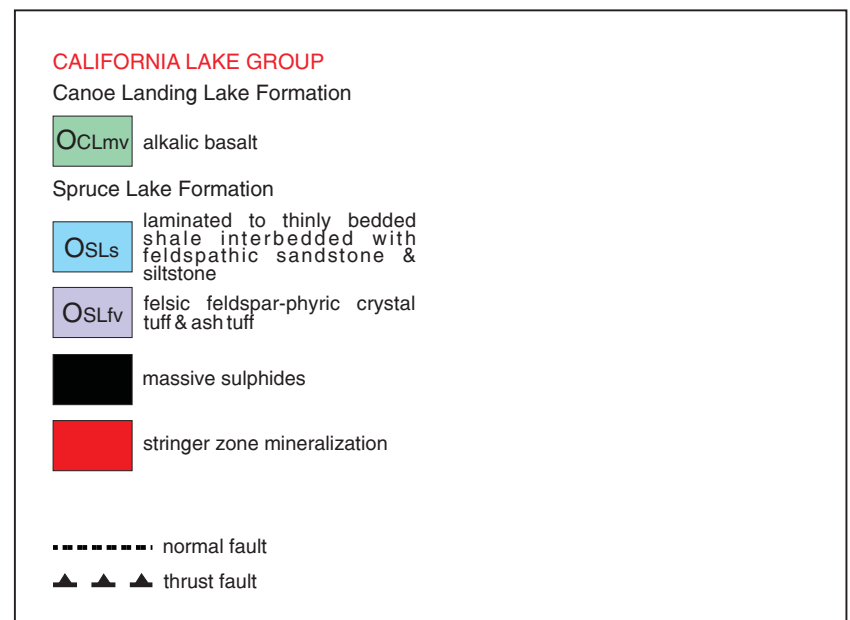 CALIFORNIA LAKE GROUP
Canoe Landing Lake Formation
OCLmv alkalic basalt
Spruce Lake Formation
OSLs laminated to thinly bedded
shale interbedded with
feldspathic sandstone &
siltstone
OSLfv felsic feldspar-phyric crystal
tuff & ash tuff
massive sulphides
stringer zone mineralization
normal fault
thrust fault